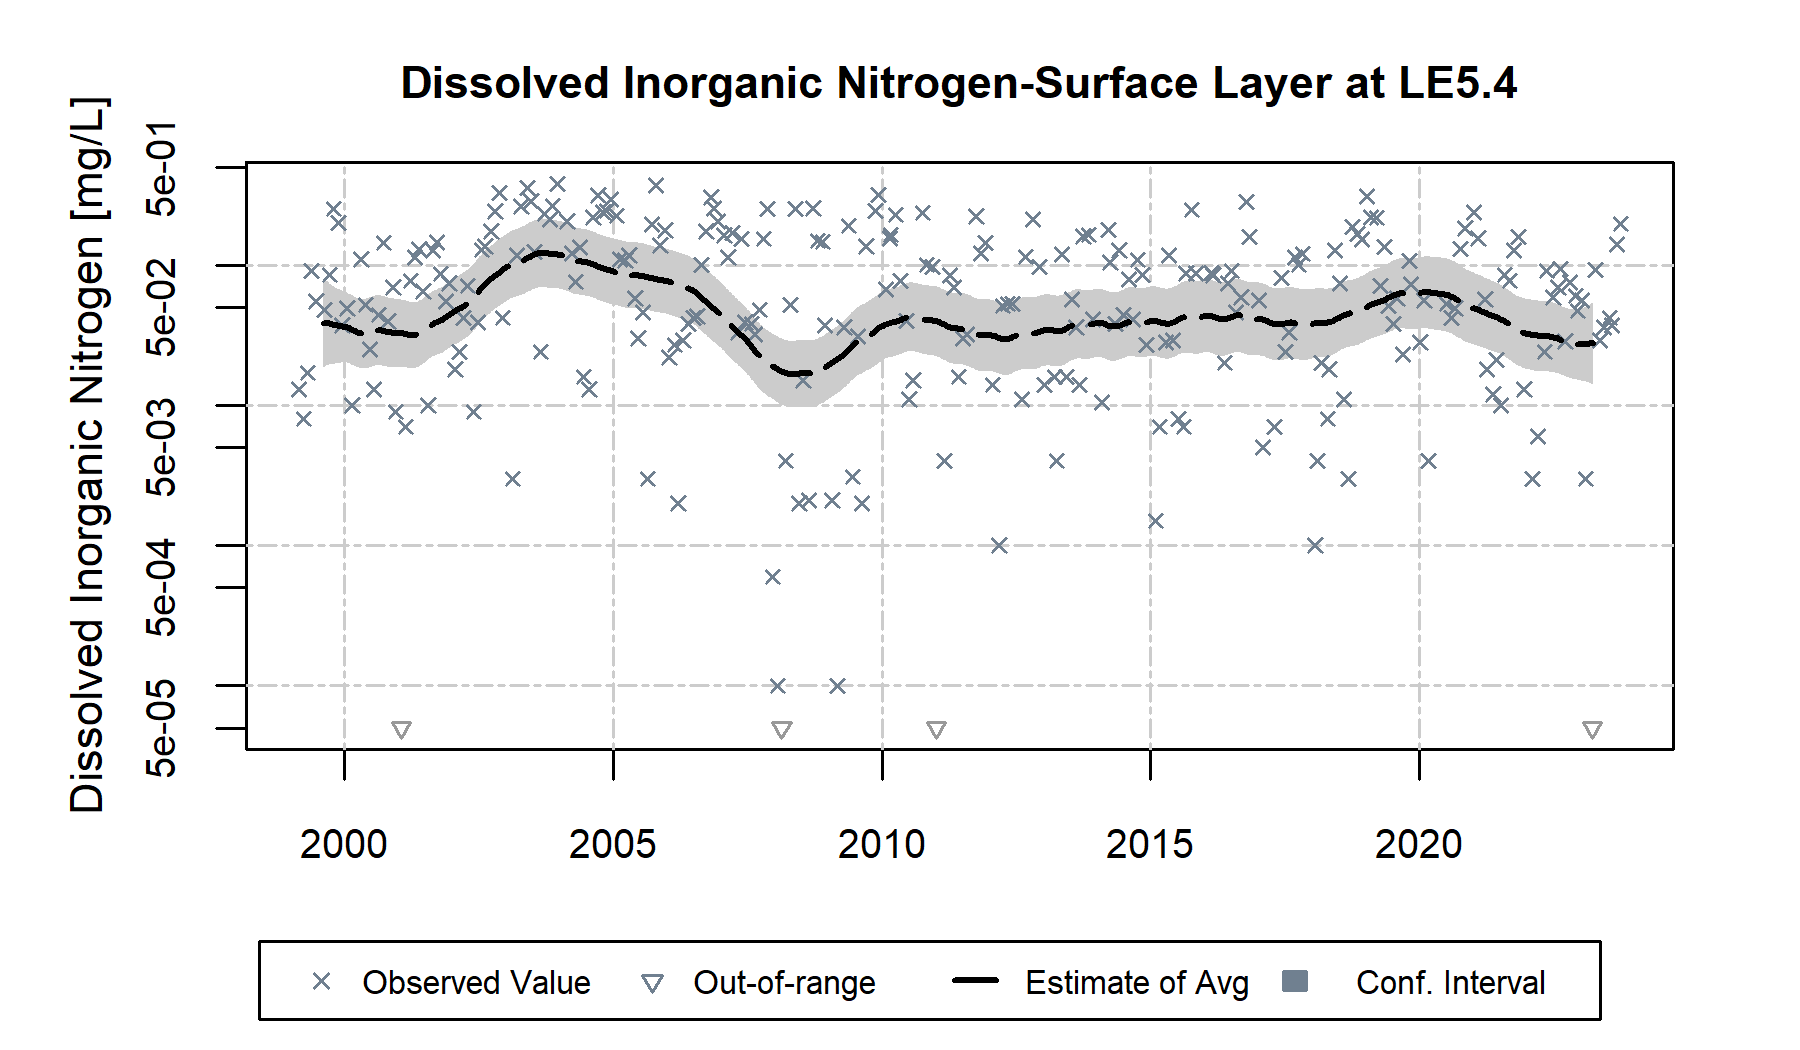 Dissolved Inorganic Nitrogen-Surface Layer at LE5.4
Dissolved Inorganic Nitrogen [mg/L]
5e-01
5e-02
5e-03
5e-04
5e-05
2000
2005
2010
2015
2020
Observed Value
Out-of-range
Estimate of Avg
Conf. Interval